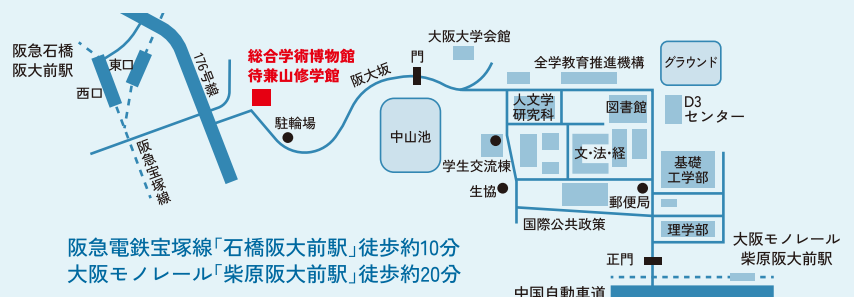 阪急石橋
阪大前駅
東口
西口
176号線
阪急宝塚線
総合学術博物館
待兼山修学館
駐輪場
阪大坂
門
大阪大学会館
中山池
全学教育推進機構
グラウンド
人文学
研究科
図書館
D3
センター
学生交流棟
文・法・経
生協
郵便局
基礎
工学部
国際公共政策
理学部
正門
大阪モノレール
柴原阪大前駅
中国自動車道
阪急電鉄宝塚線「石橋阪大前駅」徒歩約10分
大阪モノレール「柴原阪大前駅」徒歩約20分